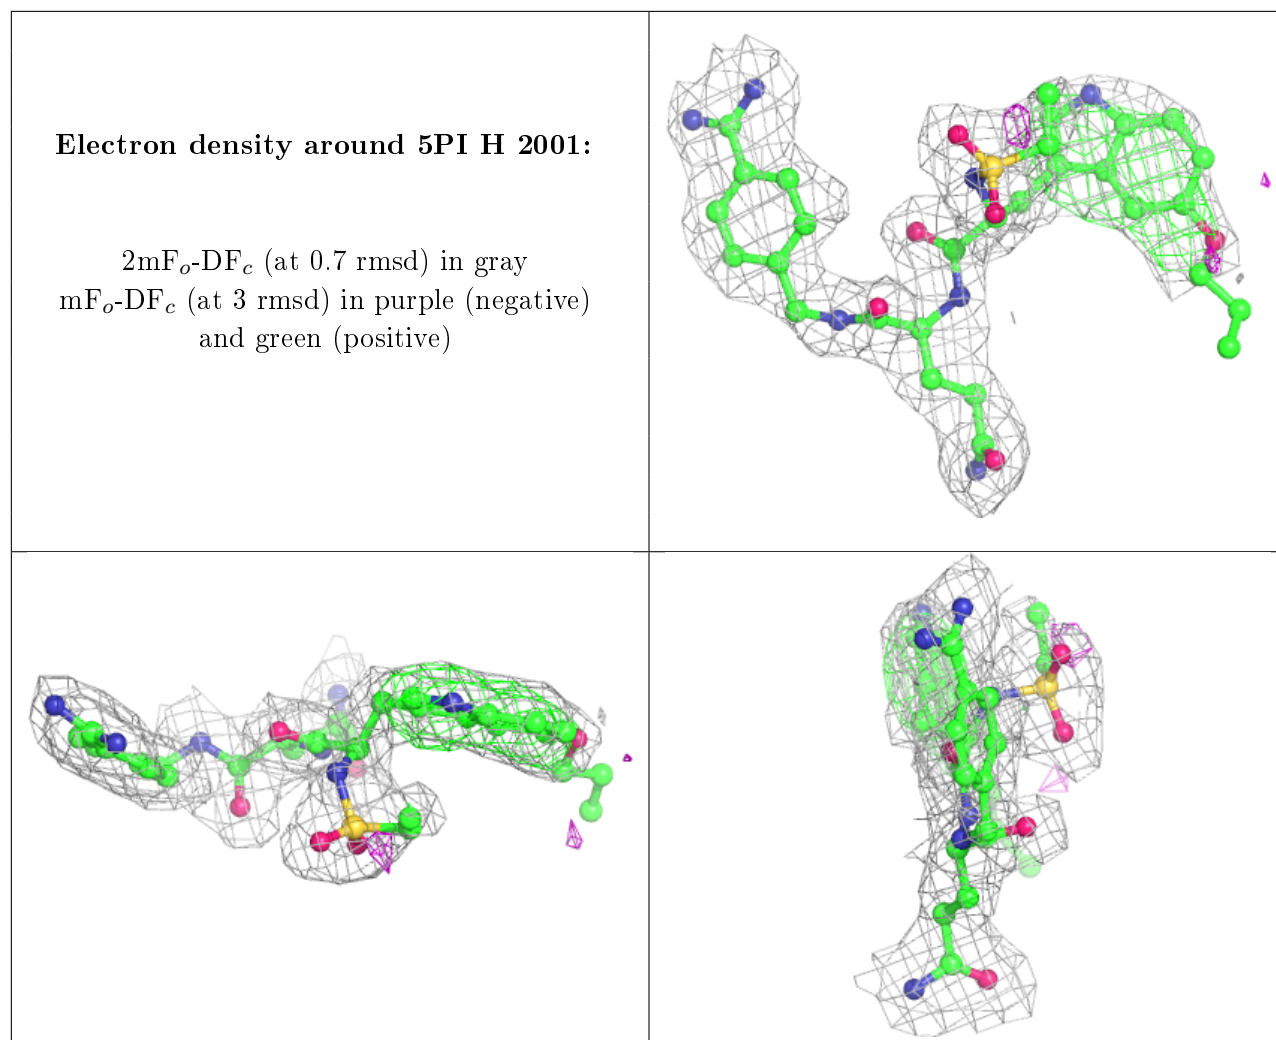 Electron density around 5PI H 2001:
2mFo-DFc (at 0.7 rmsd) in gray
mFo-DFc (at 3 rmsd) in purple (negative)
and green (positive)